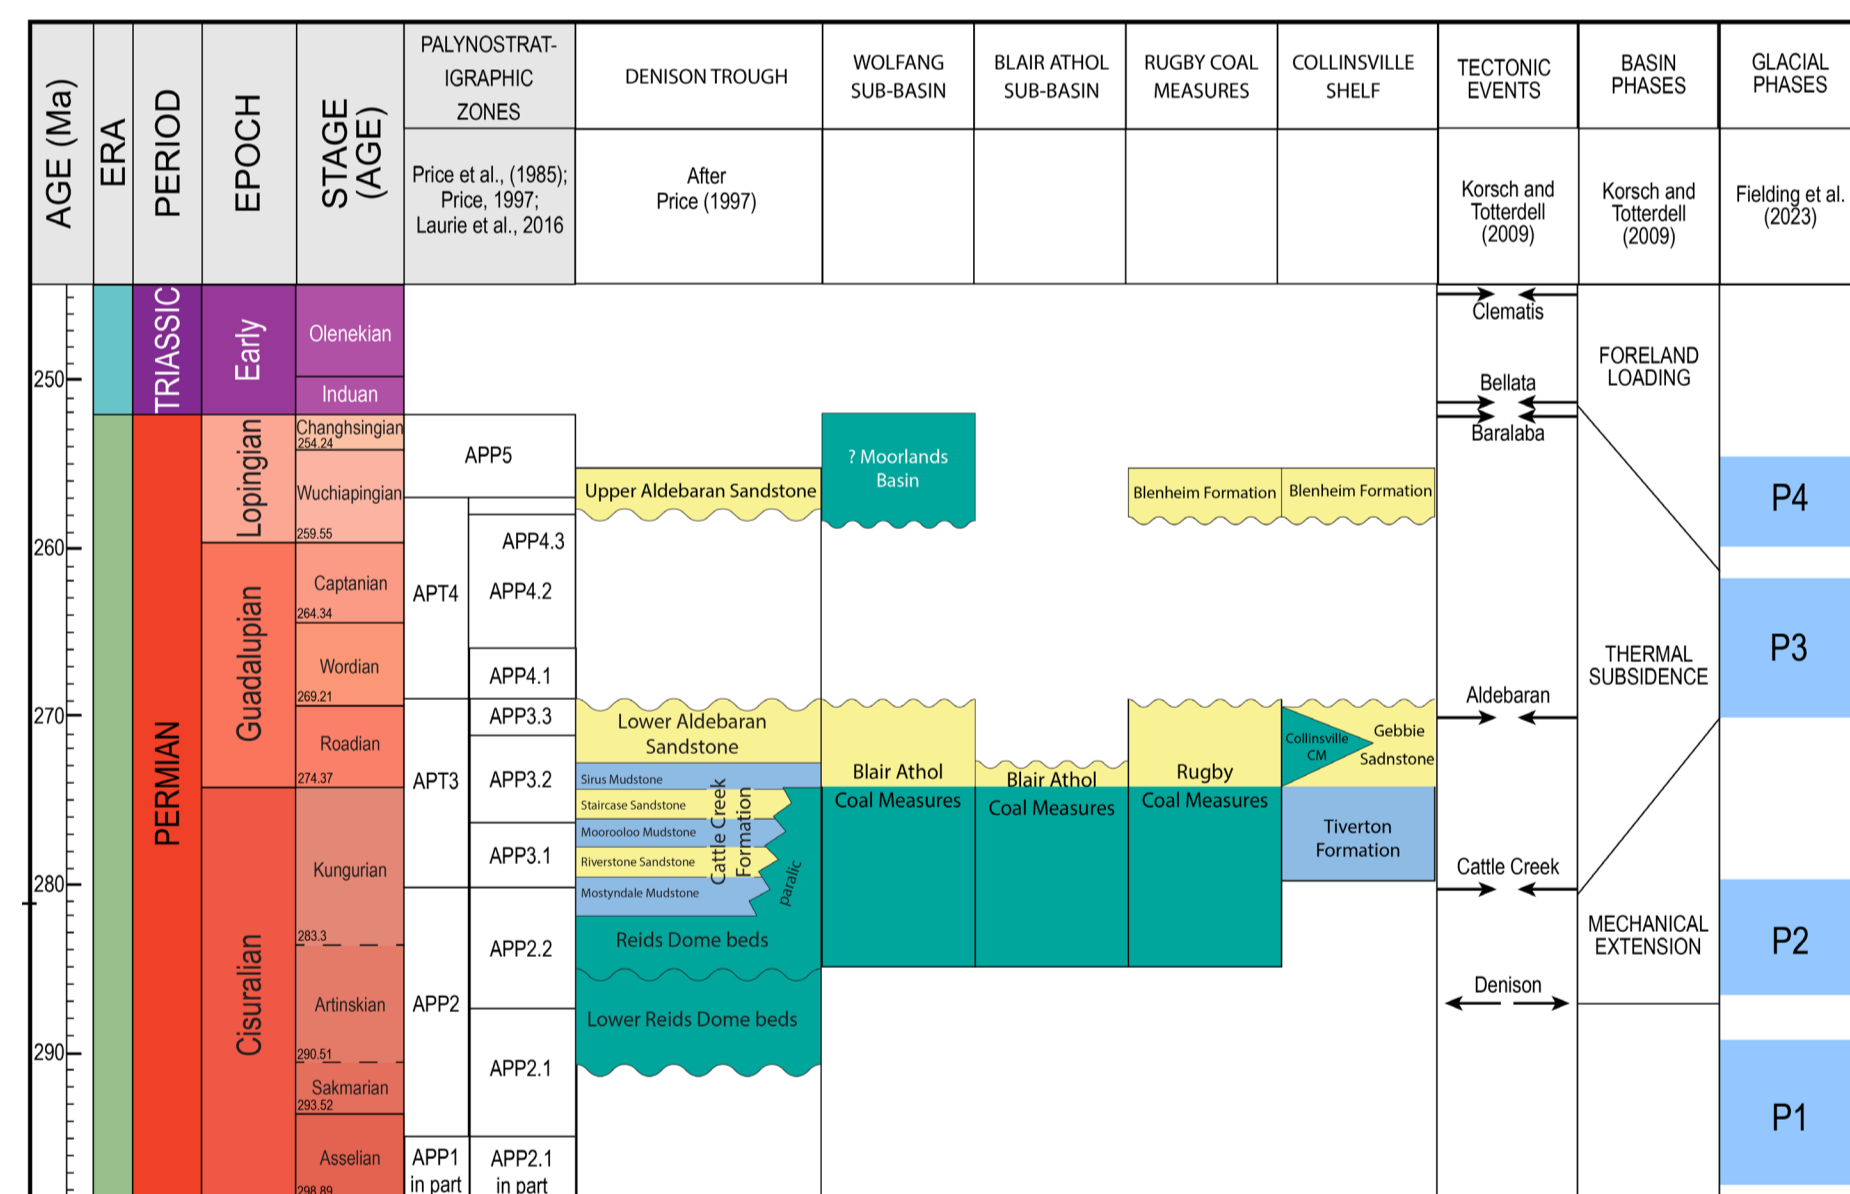 AGE (Ma)
ERA
PERIOD
EPOCH
STAGE
(AGE)
PALYNOSTRAT-
IGRAPHIC
ZONES
DENISON TROUGH
WOLFANG
SUB-BASIN
BLAIR ATHOL
SUB-BASIN
RUGBY COAL
MEASURES
COLLINSVILLE
SHELF
TECTONIC
EVENTS
BASIN
PHASES
GLACIAL
PHASES
Price et al., (1985);
Price, 1997;
Laurie et al., 2016
After
Price (1997)
Korsch and
Totterdell
(2009)
Korsch and
Totterdell
(2009)
Fielding et al.
(2023)
250
260
270
280
290
TRIASSIC
PERMIAN
Early
Lopingian
Guadalupian
Cisuralian
Olenekian
Induan
Changhsingian
254.24
Wuchiapingian
259.55
Captanian
264.34
Wordian
269.21
Roadian
274.37
Kungurian
283.3
Artinskian
290.51
Sakmarian
293.52
Asselian
298.89
APP5
APT4
APP4.3
APP4.2
APP4.1
APT3
APP3.3
APP3.2
APP3.1
APP2
APP2.2
APP2.1
APP1
in part
APP2.1
in part
Upper Aldebaran Sandstone
Lower Aldebaran
Sandstone
Sirus Mudstone
Staircase Sandstone
Moorooloo Mudstone
Riverstone Sandstone
Mostyndale Mudstone
Cattle Creek
Formation
paralic
Reids Dome beds
Lower Reids Dome beds
? Moorlands
Basin
Blair Athol
Coal Measures
Blair Athol
Coal Measures
Blenheim Formation
Rugby
Coal Measures
Blenheim Formation
Collinsville
CM
Gebbie
Sadnstone
Tiverton
Formation
Clematis
Bellata
Baralaba
Aldebaran
Cattle Creek
Denison
FORELAND
LOADING
THERMAL
SUBSIDENCE
MECHANICAL
EXTENSION
P4
P3
P2
P1